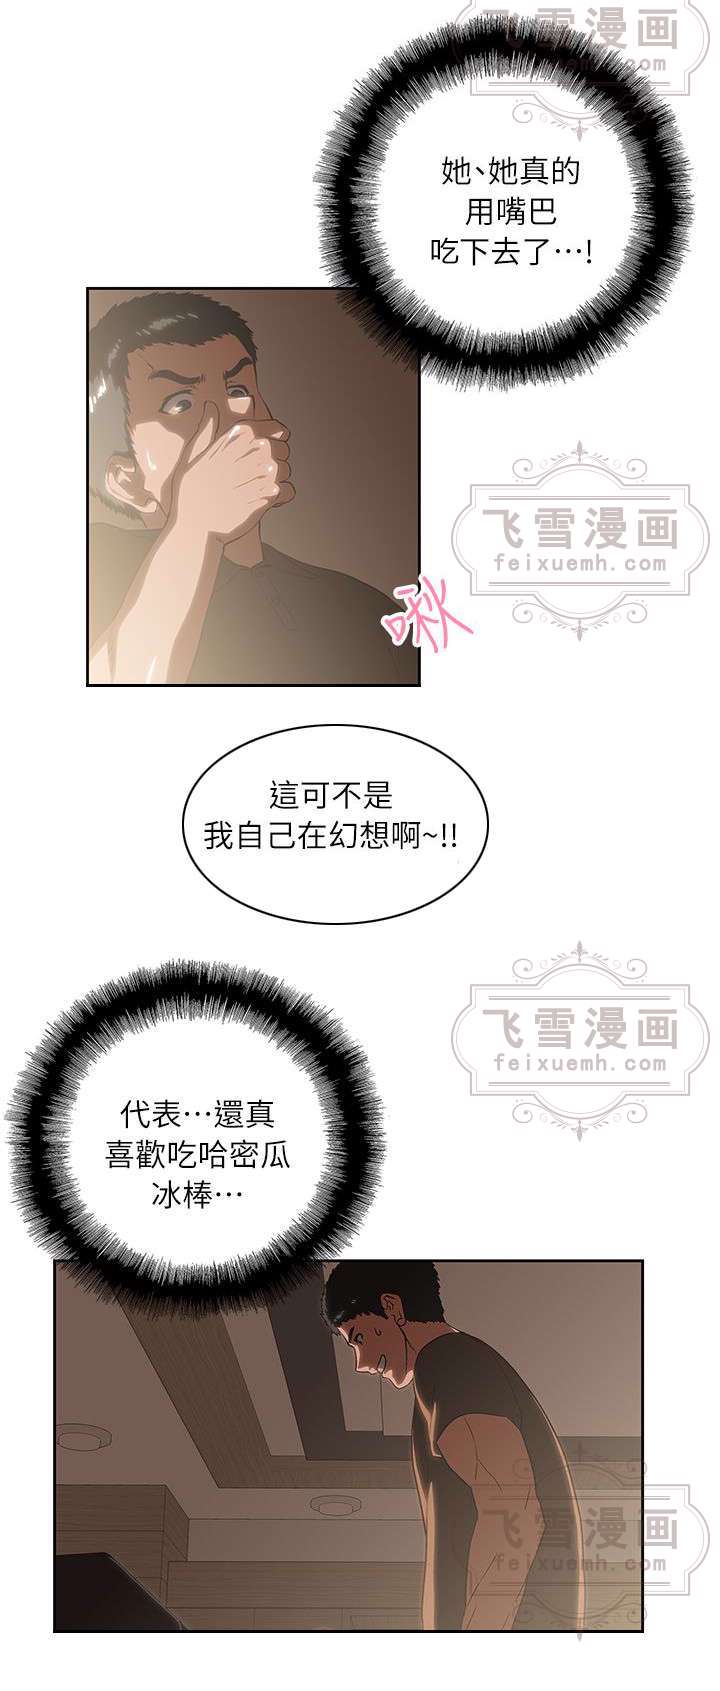 飞雪漫画
feixuemh.com
她、她真的
用嘴巴
吃下去了…!
飞雪漫画
feixuemh.com
啾
這可不是
我自己在幻想啊~!!
飞雪漫画
feixuemh.com
代表…還真
喜歡吃哈密瓜
冰棒…
飞雪漫画
feixuemh.com